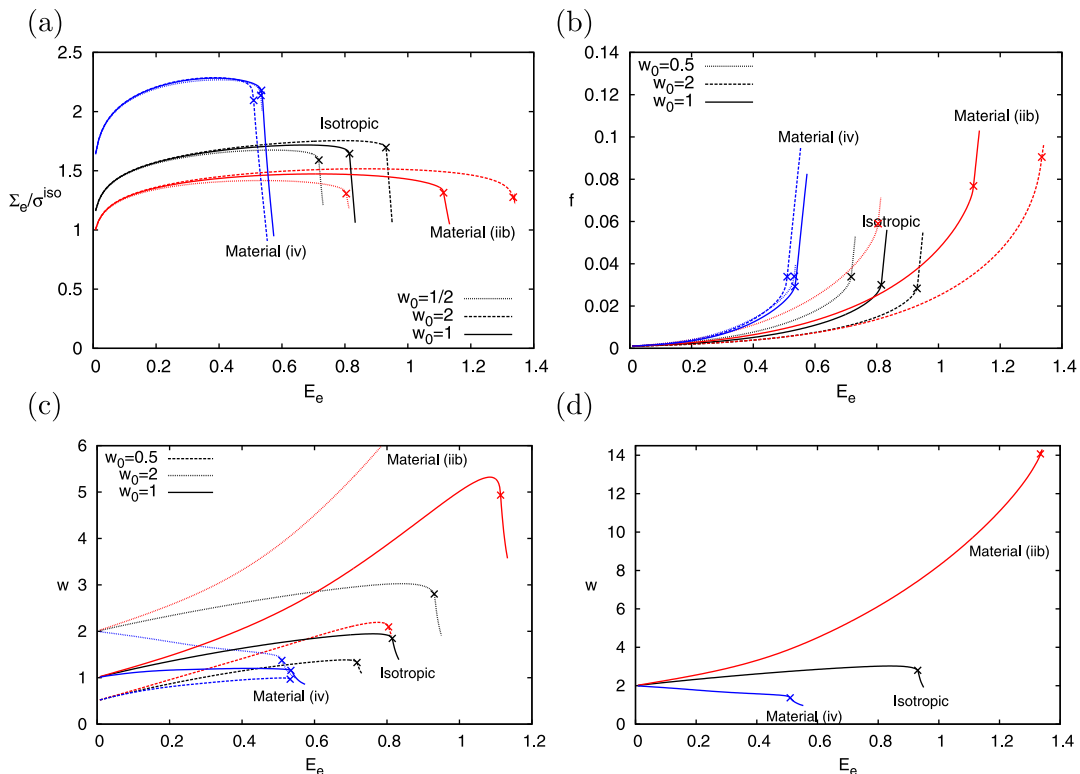 (a)
2.5
2
1.5
1
0.5
0
Σe/σ^iso
Isotropic
Material (iib)
Material (iv)
w0=1/2
w0=2
w0=1
0 0.2 0.4 0.6 0.8 1 1.2 1.4
Ee
(b)
0.14
0.12
0.1
0.08
0.06
0.04
0.02
0
f
w0=0.5
w0=2
w0=1
Material (iib)
Material (iv)
Isotropic
0 0.2 0.4 0.6 0.8 1 1.2 1.4
Ee
(c)
6
5
4
3
2
1
0
w
w0=0.5
w0=2
w0=1
Material (iib)
Isotropic
Material (iv)
0 0.2 0.4 0.6 0.8 1 1.2
Ee
(d)
14
12
10
8
6
4
2
0
w
Material (iib)
Isotropic
Material (iv)
0 0.2 0.4 0.6 0.8 1 1.2 1.4
Ee